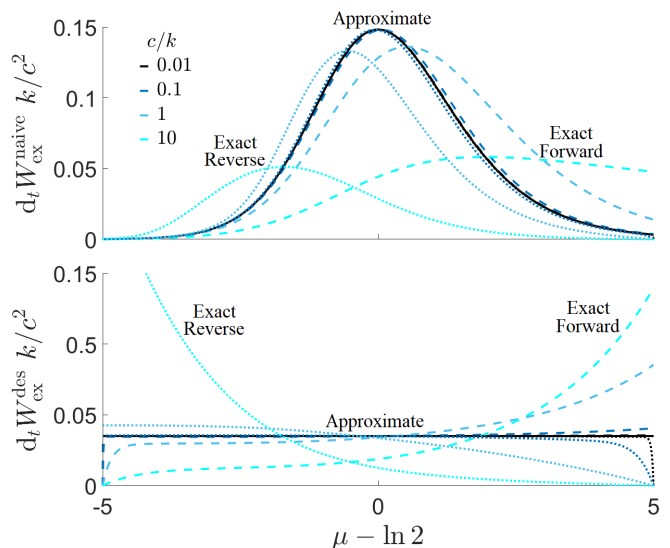 Approximate
0.15
c/k
0.01
0.1
1
10
0.1
0.05
0
Exact
Reverse
Exact
Forward
d_t W_ex^naive k/c^2
0
0.15
0.5
0.05
0
Exact
Reverse
Exact
Forward
Approximate
d_t W_ex^des k/c^2
-5
0
5
μ − ln 2